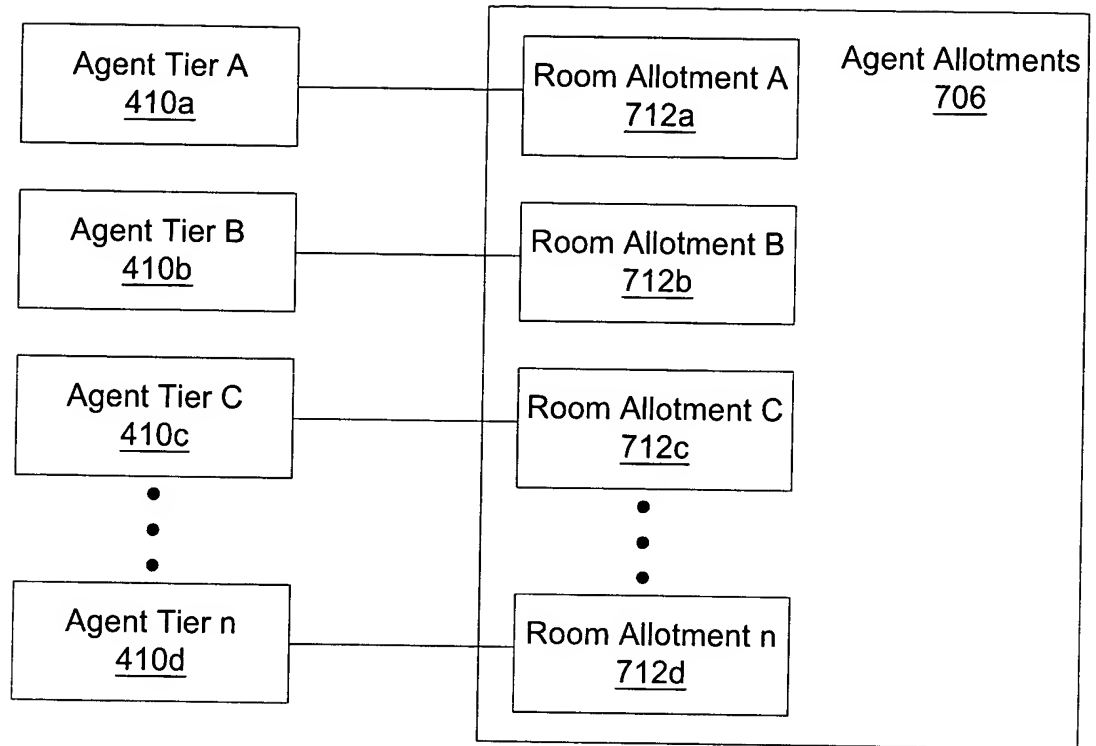 Agent Tier A
410a
Room Allotment A
712a
Agent Allotments
706
Agent Tier B
410b
Room Allotment B
712b
Agent Tier C
410c
Room Allotment C
712c
Agent Tier n
410d
Room Allotment n
712d